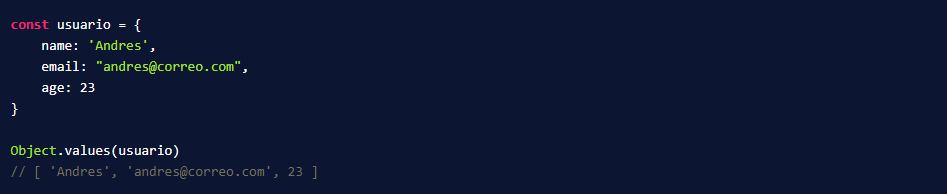 const usuario = {
    name: 'Andres',
    email: "andres@correo.com",
    age: 23
}

Object.values(usuario)
// [ 'Andres', 'andres@correo.com', 23 ]